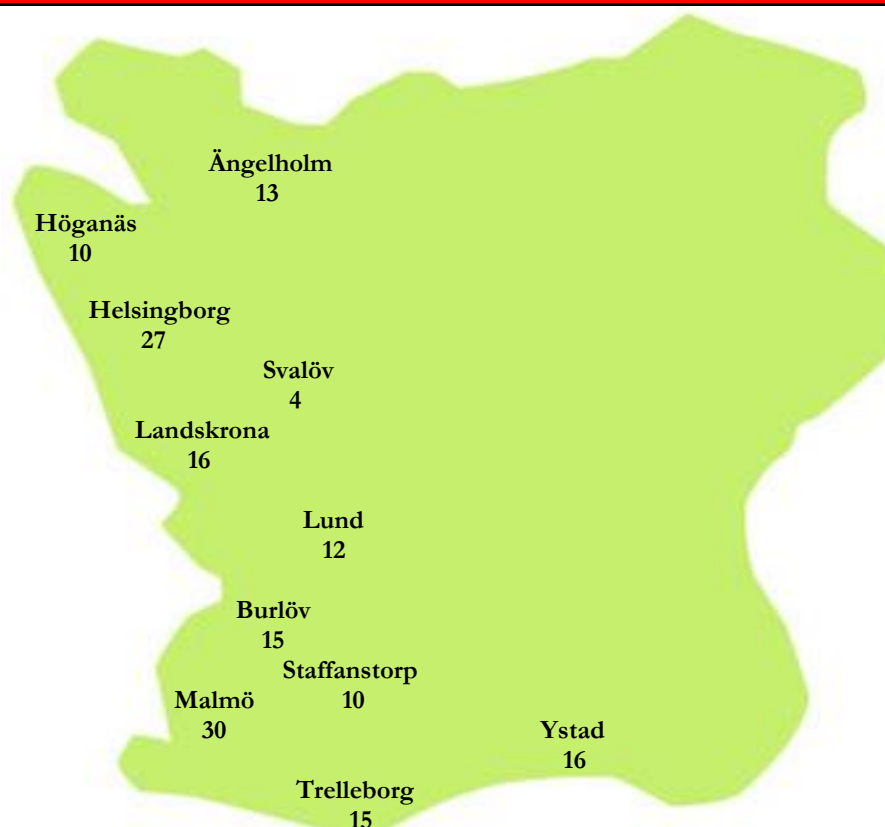 Ängelholm
13
Höganäs
10
Helsingborg
27
Svalöv
4
Landskrona
16
Lund
12
Burlöv
15
Staffanstorp
10
Malmö
30
Ystad
16
Trelleborg
15